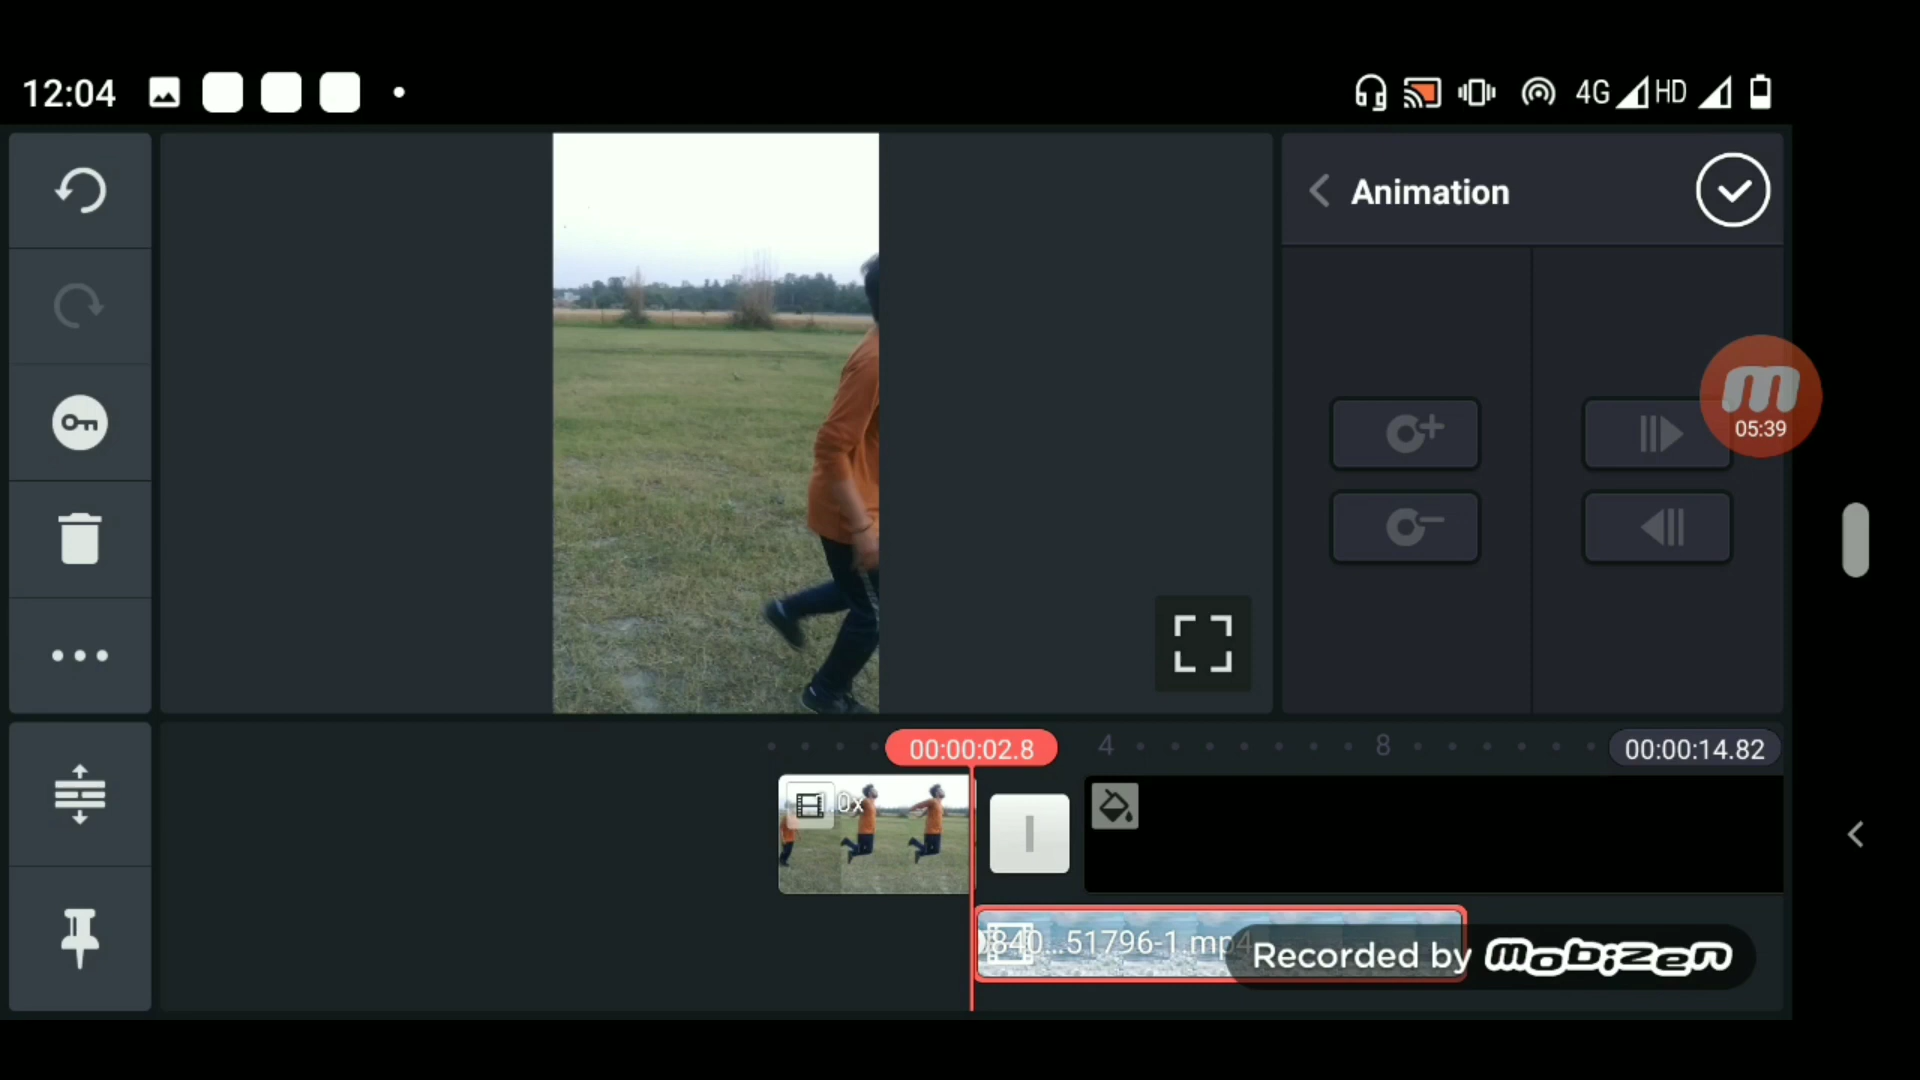 12:04
4G HD
Animation
05:39
00:00:02.8
4
8
00:00:14.82
.0x
840...51796-1.mp4
Recorded by mobizen